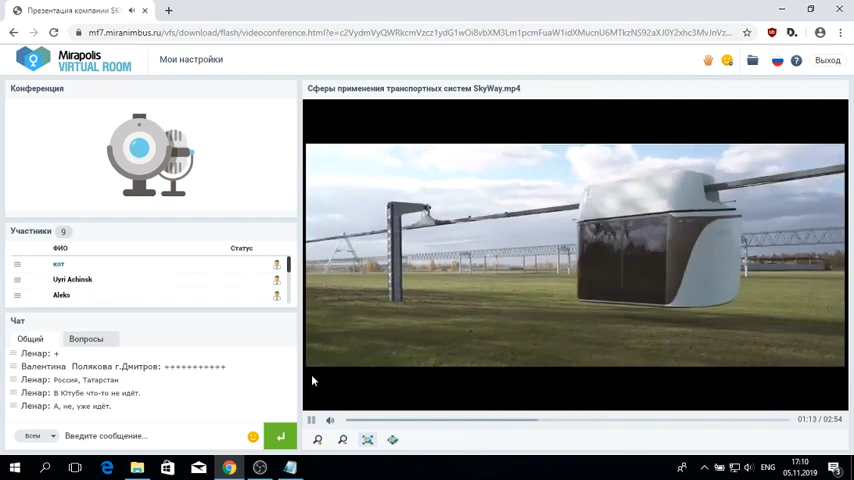 Презентация компании SK
mf7.miranimbus.ru/vfs/download/flash/videoconference.html?e=
Mirapolis
VIRTUAL ROOM
Мои настройки
Выход
Конференция
Сферы применения транспортных систем SkyWay.mp4
Участники 9
ФИО Статус
кот
Uyri Achinsk
Aleks
Чат
Общий Вопросы
Ленар: +
Валентина Полякова г.Дмитров: +++++++++++
Ленар: Россия, Татарстан
Ленар: В Ютубе что-то не идёт.
Ленар: А, не, уже идёт.
Всем Введите сообщение...
01:13 / 02:54
ENG
17:10
05.11.2019
3